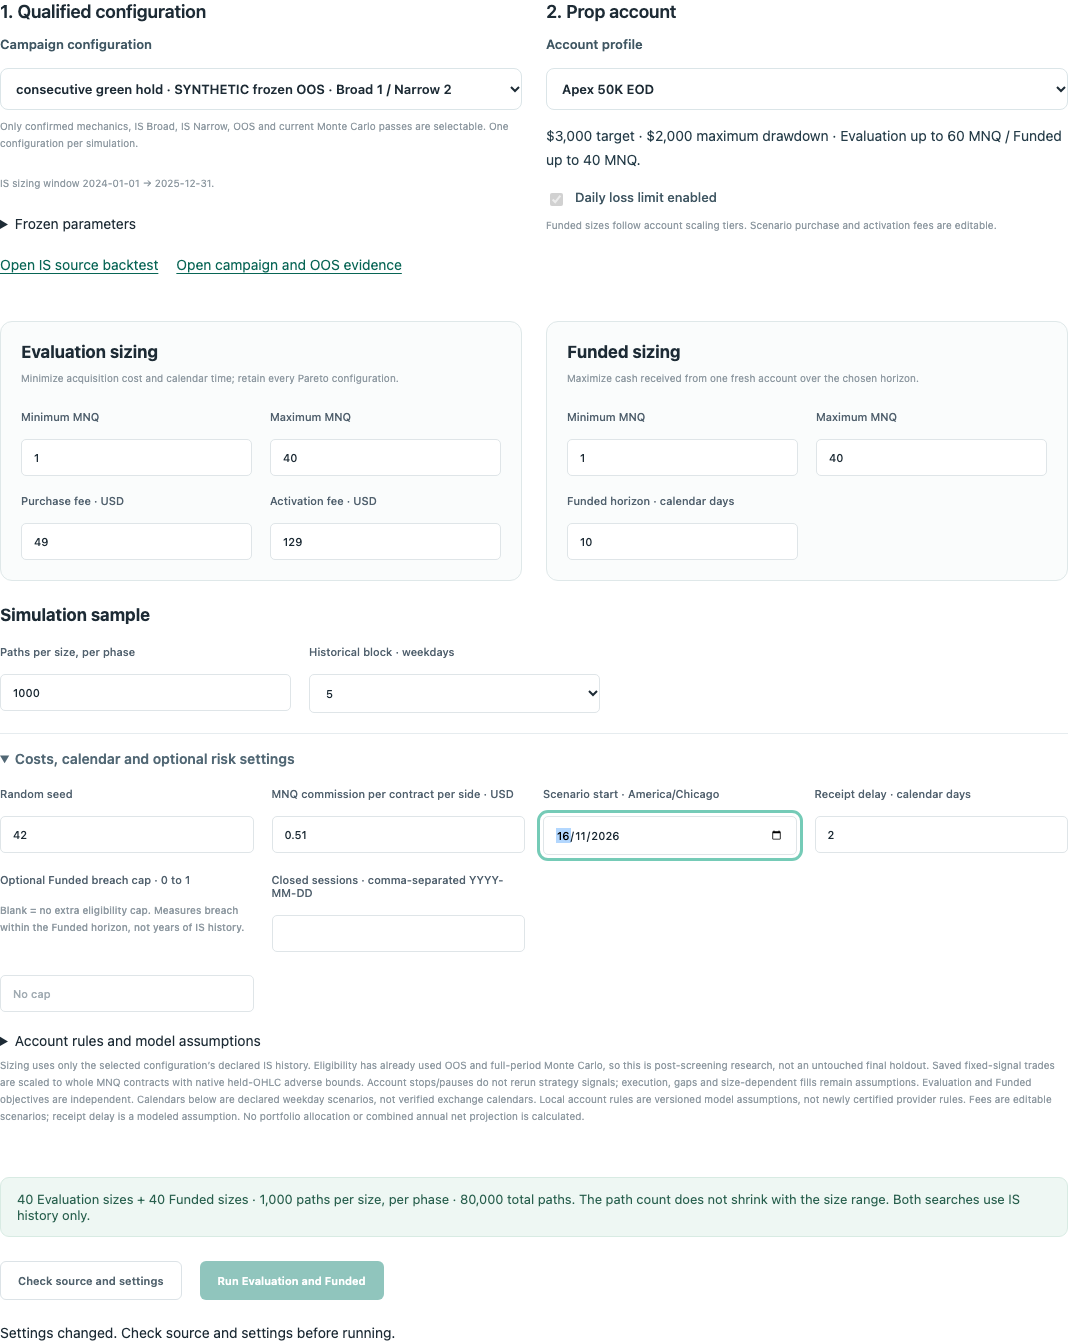 1. Qualified configuration
Campaign configuration
consecutive green hold · SYNTHETIC frozen OOS · Broad 1 / Narrow 2
Only confirmed mechanics, IS Broad, IS Narrow, OOS and current Monte Carlo passes are selectable. One
configuration per simulation.
IS sizing window 2024-01-01 → 2025-12-31.
Frozen parameters
Open IS source backtest Open campaign and OOS evidence
2. Prop account
Account profile
Apex 50K EOD
$3,000 target · $2,000 maximum drawdown · Evaluation up to 60 MNQ / Funded
up to 40 MNQ.
Daily loss limit enabled
Funded sizes follow account scaling tiers. Scenario purchase and activation fees are editable.
Evaluation sizing
Minimize acquisition cost and calendar time; retain every Pareto configuration.
Minimum MNQ Maximum MNQ
1 40
Purchase fee · USD Activation fee · USD
49 129
Funded sizing
Maximize cash received from one fresh account over the chosen horizon.
Minimum MNQ Maximum MNQ
1 40
Funded horizon · calendar days
10
Simulation sample
Paths per size, per phase Historical block · weekdays
1000 5
Costs, calendar and optional risk settings
Random seed MNQ commission per contract per side · USD Scenario start · America/Chicago Receipt delay · calendar days
42 0.51 16/11/2026 2
Optional Funded breach cap · 0 to 1
Blank = no extra eligibility cap. Measures breach
within the Funded horizon, not years of IS history.
No cap
Closed sessions · comma-separated YYYY-
MM-DD
Account rules and model assumptions
Sizing uses only the selected configuration's declared IS history. Eligibility has already used OOS and full-period Monte Carlo, so this is post-screening research, not an untouched final holdout. Saved fixed-signal trades
are scaled to whole MNQ contracts with native held-OHLC adverse bounds. Account stops/pauses do not rerun strategy signals; execution, gaps and size-dependent fills remain assumptions. Evaluation and Funded
objectives are independent. Calendars below are declared weekday scenarios, not verified exchange calendars. Local account rules are versioned model assumptions, not newly certified provider rules. Fees are editable
scenarios; receipt delay is a modeled assumption. No portfolio allocation or combined annual net projection is calculated.
40 Evaluation sizes + 40 Funded sizes · 1,000 paths per size, per phase · 80,000 total paths. The path count does not shrink with the size range. Both searches use IS
history only.
Check source and settings Run Evaluation and Funded
Settings changed. Check source and settings before running.